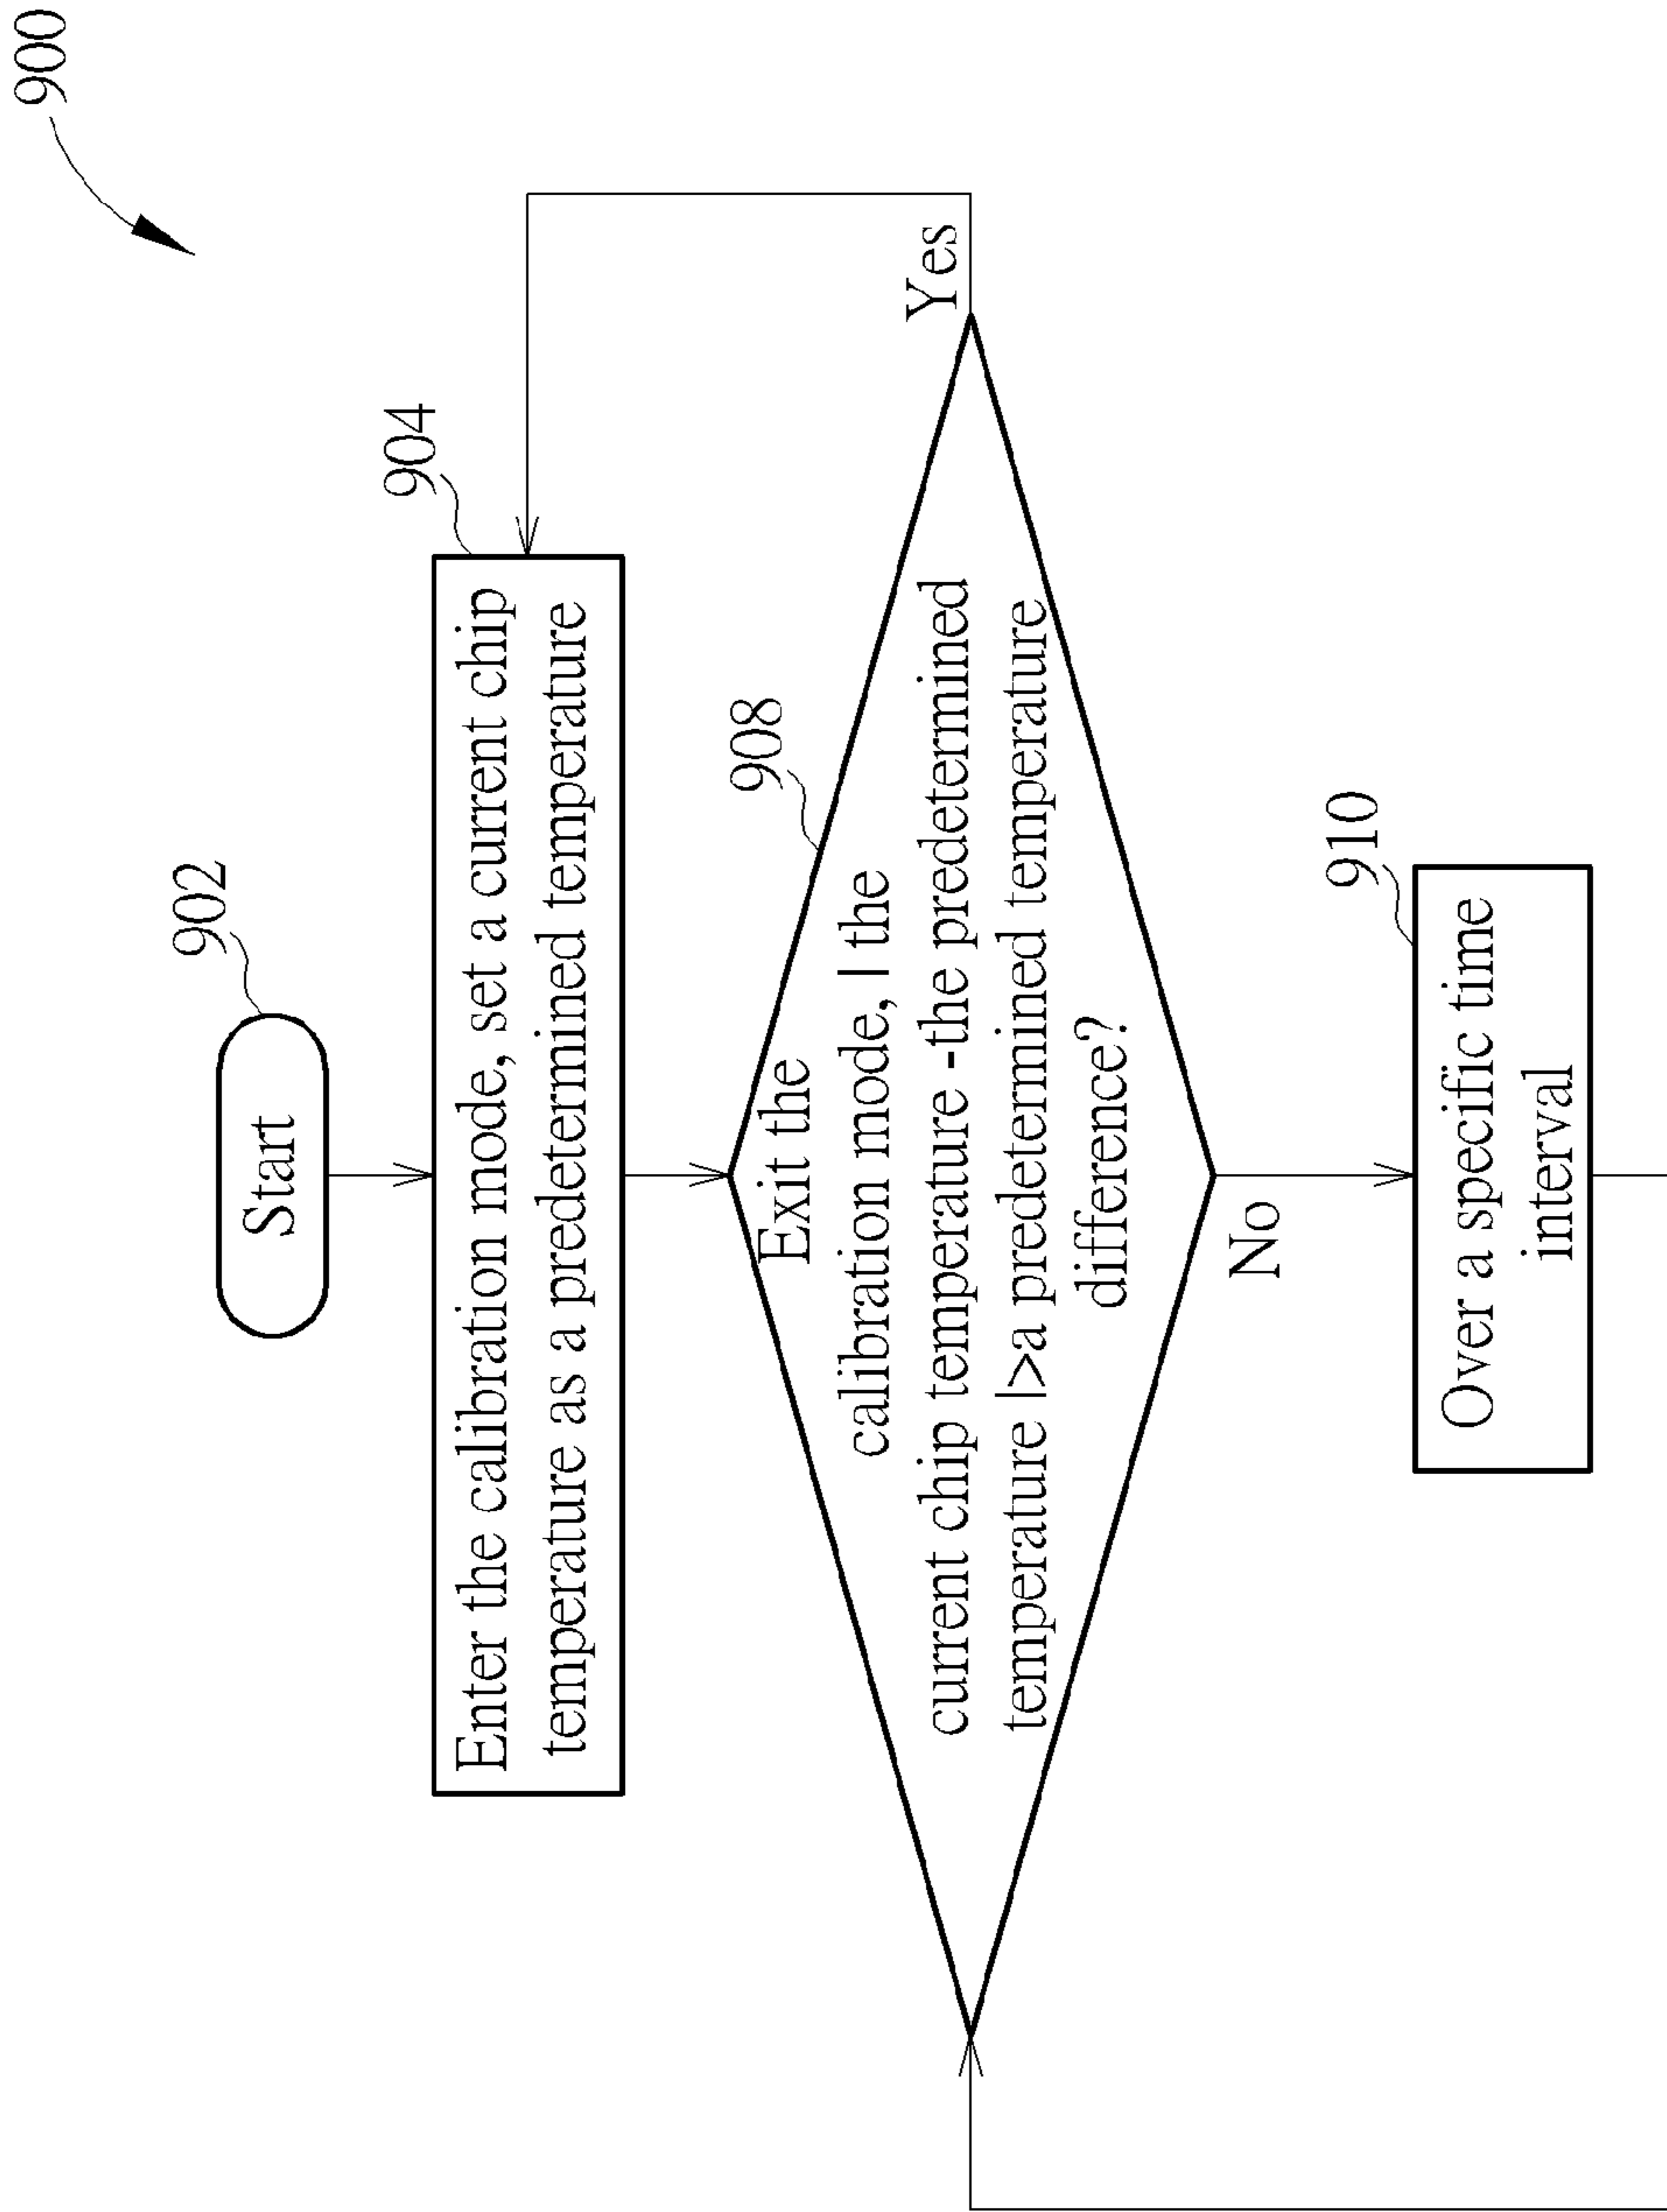 900
902
Start
904
Enter the calibration mode, set a current chip
temperature as a predetermined temperature
908
Exit the
calibration mode, | the
current chip temperature -the predetermined
temperature |>a predetermined temperature
difference?
Yes
No
910
Over a specific time
interval